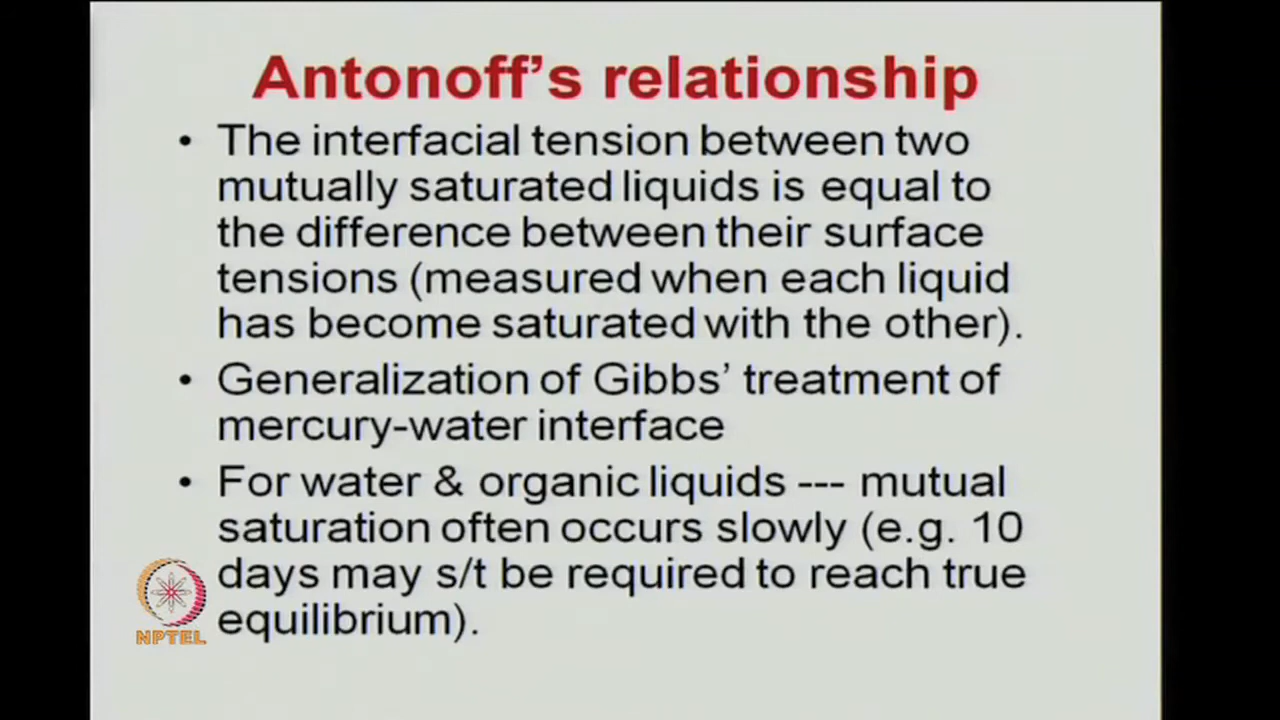 Antonoff's relationship
• The interfacial tension between two
mutually saturated liquids is equal to
the difference between their surface
tensions (measured when each liquid
has become saturated with the other).
• Generalization of Gibbs' treatment of
mercury-water interface
• For water & organic liquids --- mutual
saturation often occurs slowly (e.g. 10
days may s/t be required to reach true
equilibrium).
NPTEL